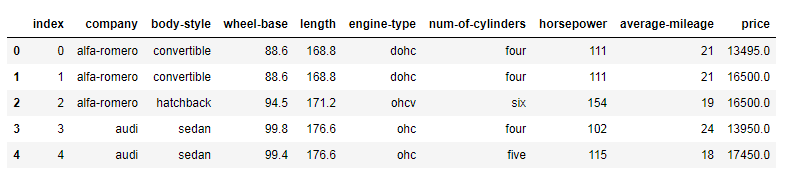 index company body-style wheel-base length engine-type num-of-cylinders horsepower average-mileage price
0 0 alfa-romero convertible 88.6 168.8 dohc four 111 21 13495.0
1 1 alfa-romero convertible 88.6 168.8 dohc four 111 21 16500.0
2 2 alfa-romero hatchback 94.5 171.2 ohcv six 154 19 16500.0
3 3 audi sedan 99.8 176.6 ohc four 102 24 13950.0
4 4 audi sedan 99.4 176.6 ohc five 115 18 17450.0